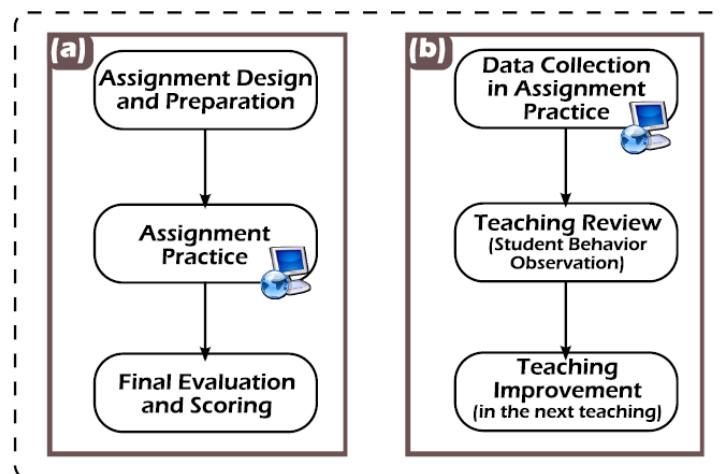 (a)
Assignment Design
and Preparation
Assignment
Practice
Final Evaluation
and Scoring
(b)
Data Collection
in Assignment
Practice
Teaching Review
(Student Behavior
Observation)
Teaching
Improvement
(in the next teaching)